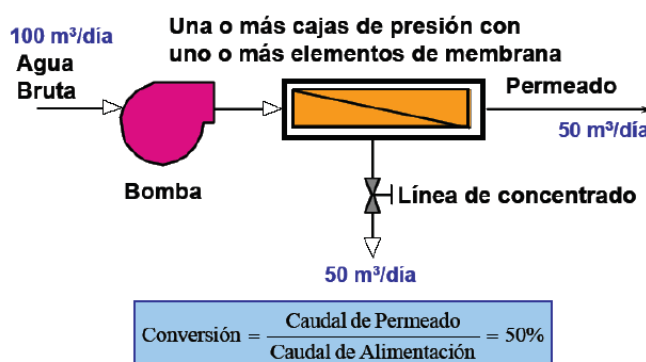 Una o más cajas de presión con
uno o más elementos de membrana
100 m³/día
Agua
Bruta
Permeado
50 m³/día
Bomba
Línea de concentrado
50 m³/día
Conversión = Caudal de Permeado / Caudal de Alimentación = 50%